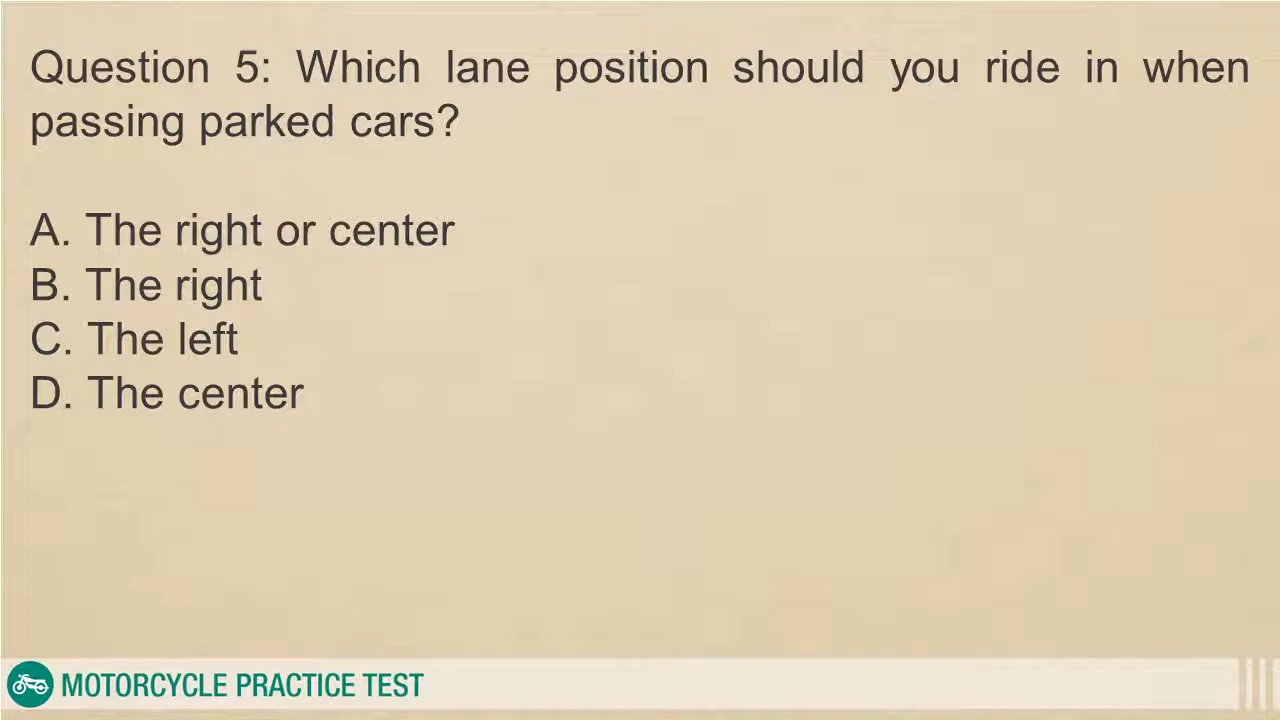 Question 5: Which lane position should you ride in when
passing parked cars?
A. The right or center
B. The right
C. The left
D. The center
MOTORCYCLE PRACTICE TEST